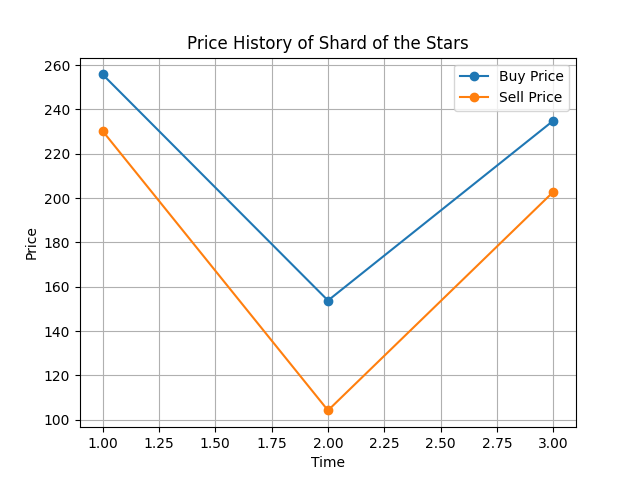 Price History of Shard of the Stars
Buy Price
Sell Price
260
240
220
200
180
160
140
120
100
Price
1.00 1.25 1.50 1.75 2.00 2.25 2.50 2.75 3.00
Time